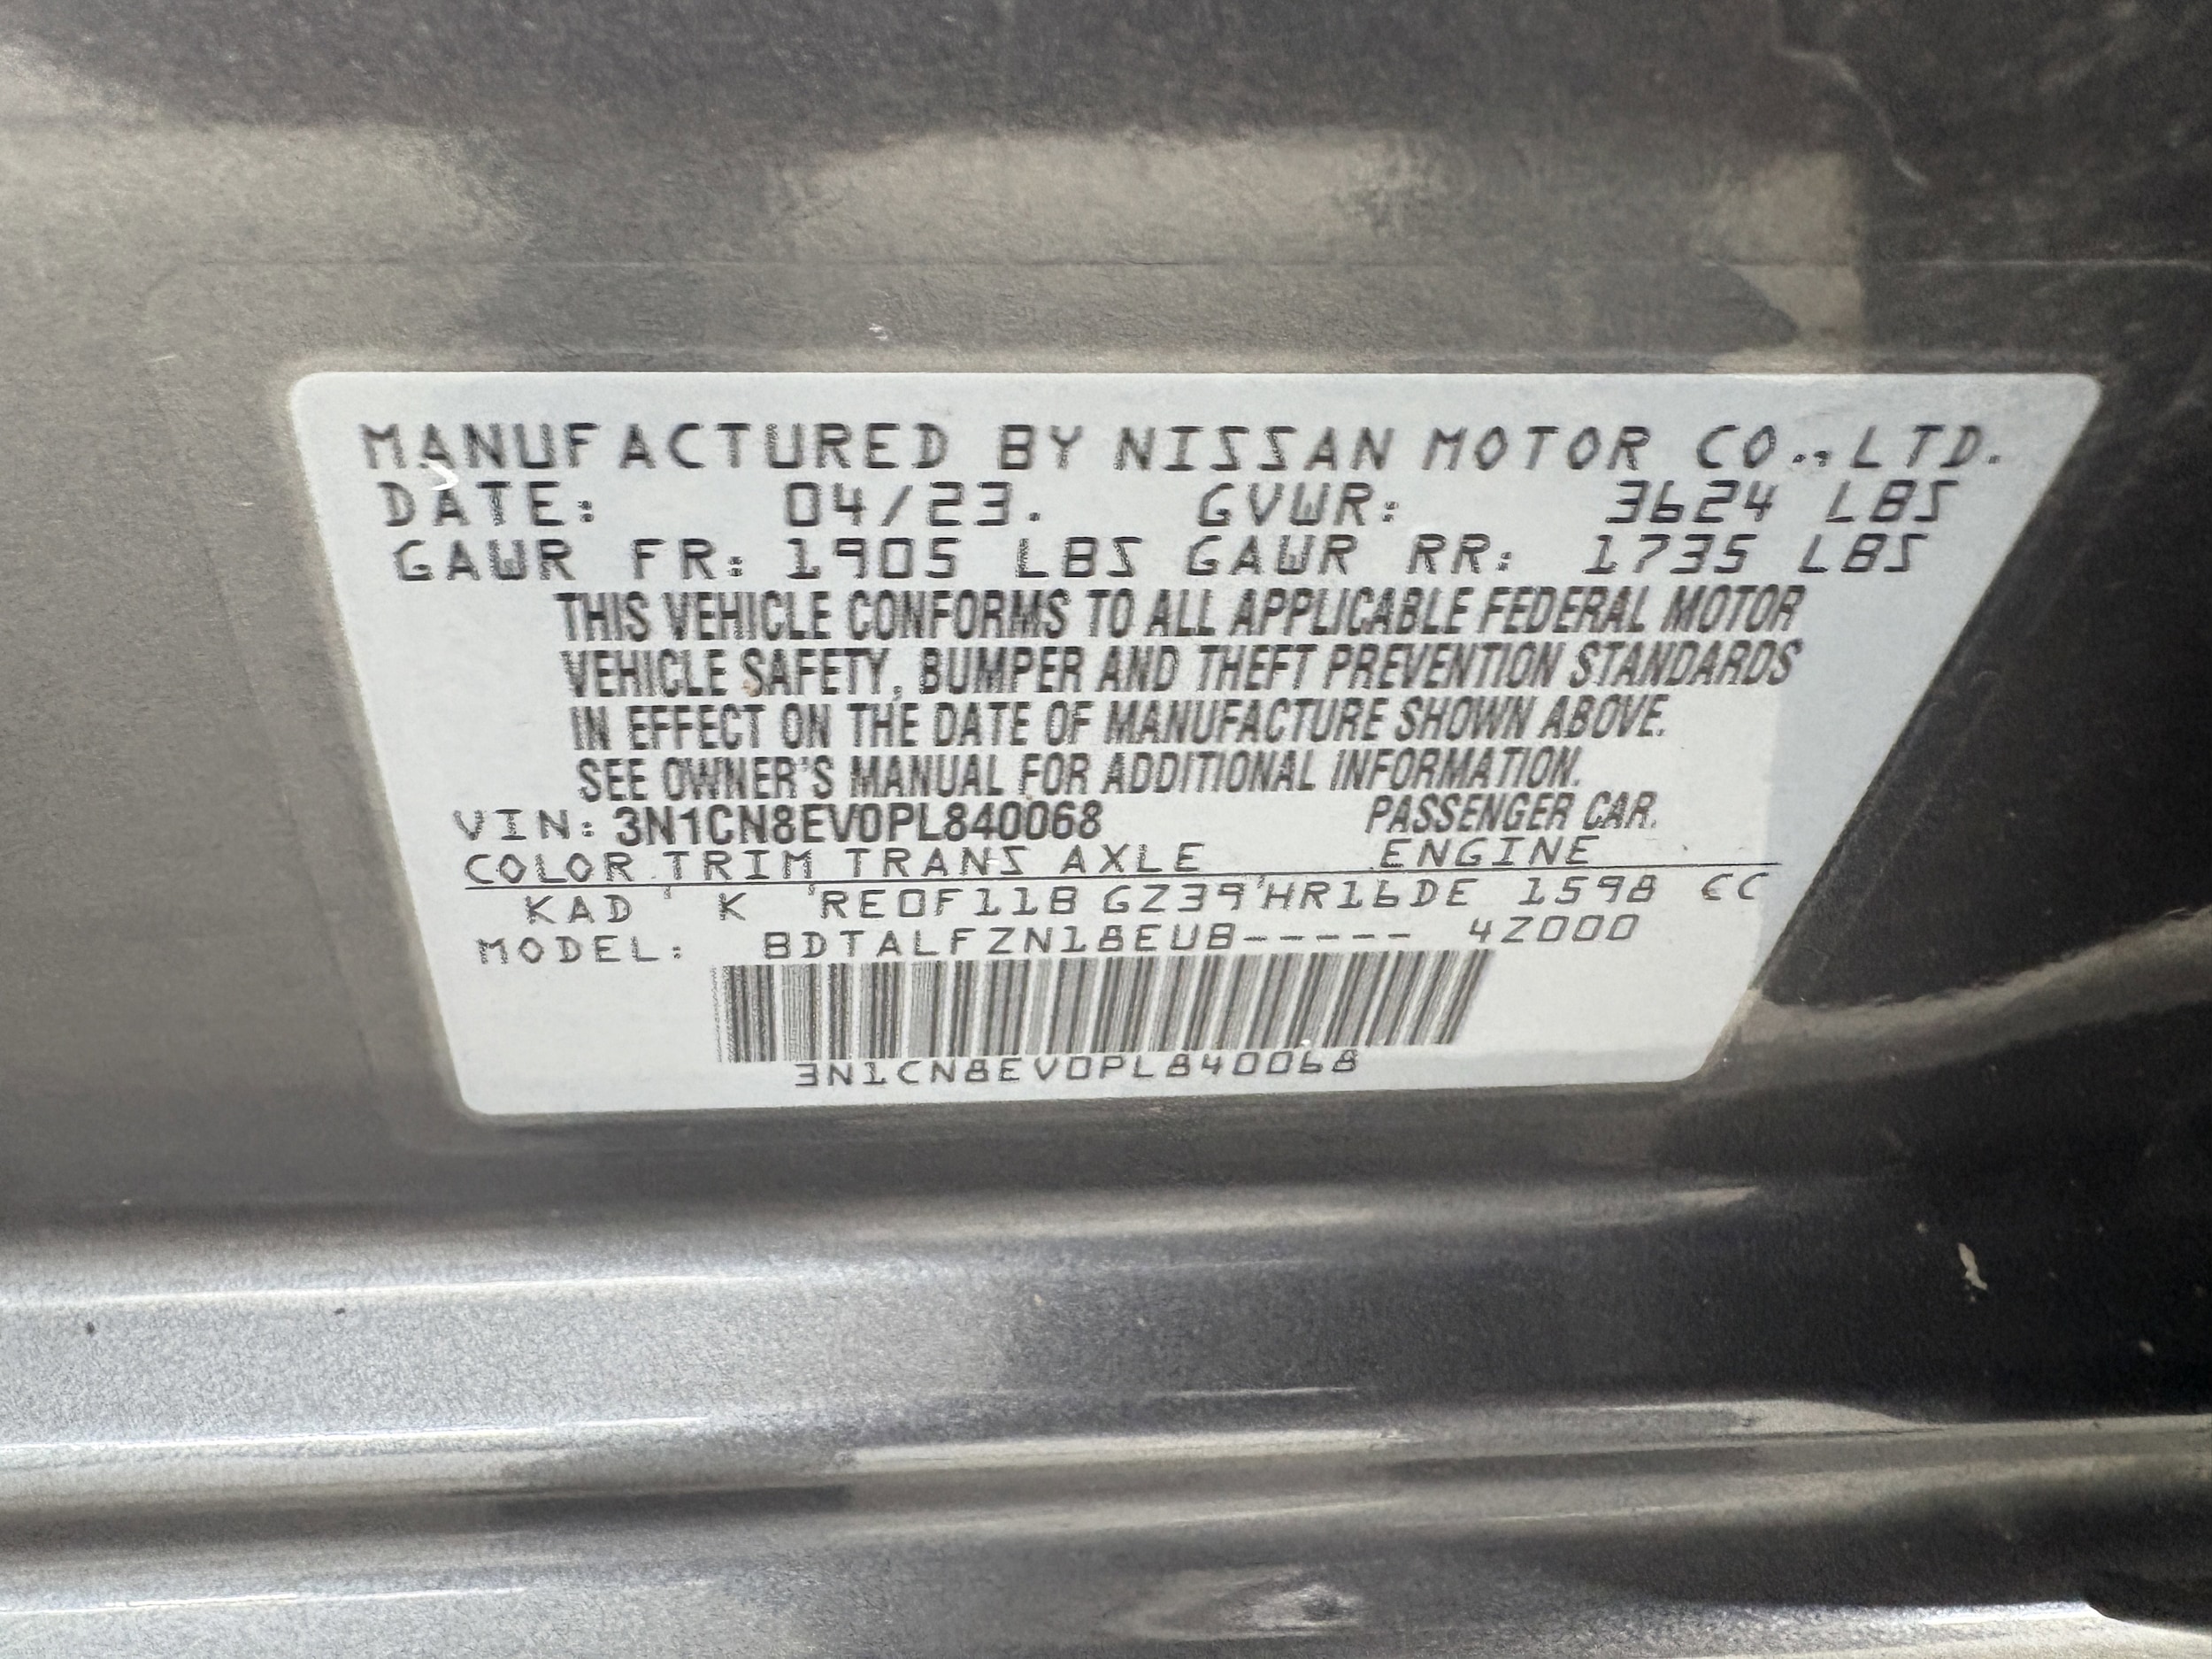 MANUFACTURED BY NISSAN MOTOR CO.,LTD.
DATE: 04/23. GVWR: 3624 LBS
GAWR FR: 1905 LBS GAWR RR: 1735 LBS
THIS VEHICLE CONFORMS TO ALL APPLICABLE FEDERAL MOTOR
VEHICLE SAFETY, BUMPER AND THEFT PREVENTION STANDARDS
IN EFFECT ON THE DATE OF MANUFACTURE SHOWN ABOVE.
SEE OWNER'S MANUAL FOR ADDITIONAL INFORMATION.
VIN: 3N1CN8EV0PL840068 PASSENGER CAR.
COLOR TRIM TRANS AXLE ENGINE
KAD K RE0F11B GZ39 HR16DE 1598 CC
MODEL: BDTALFZN18EUB----- 4Z000
3N1CN8EV0PL840068